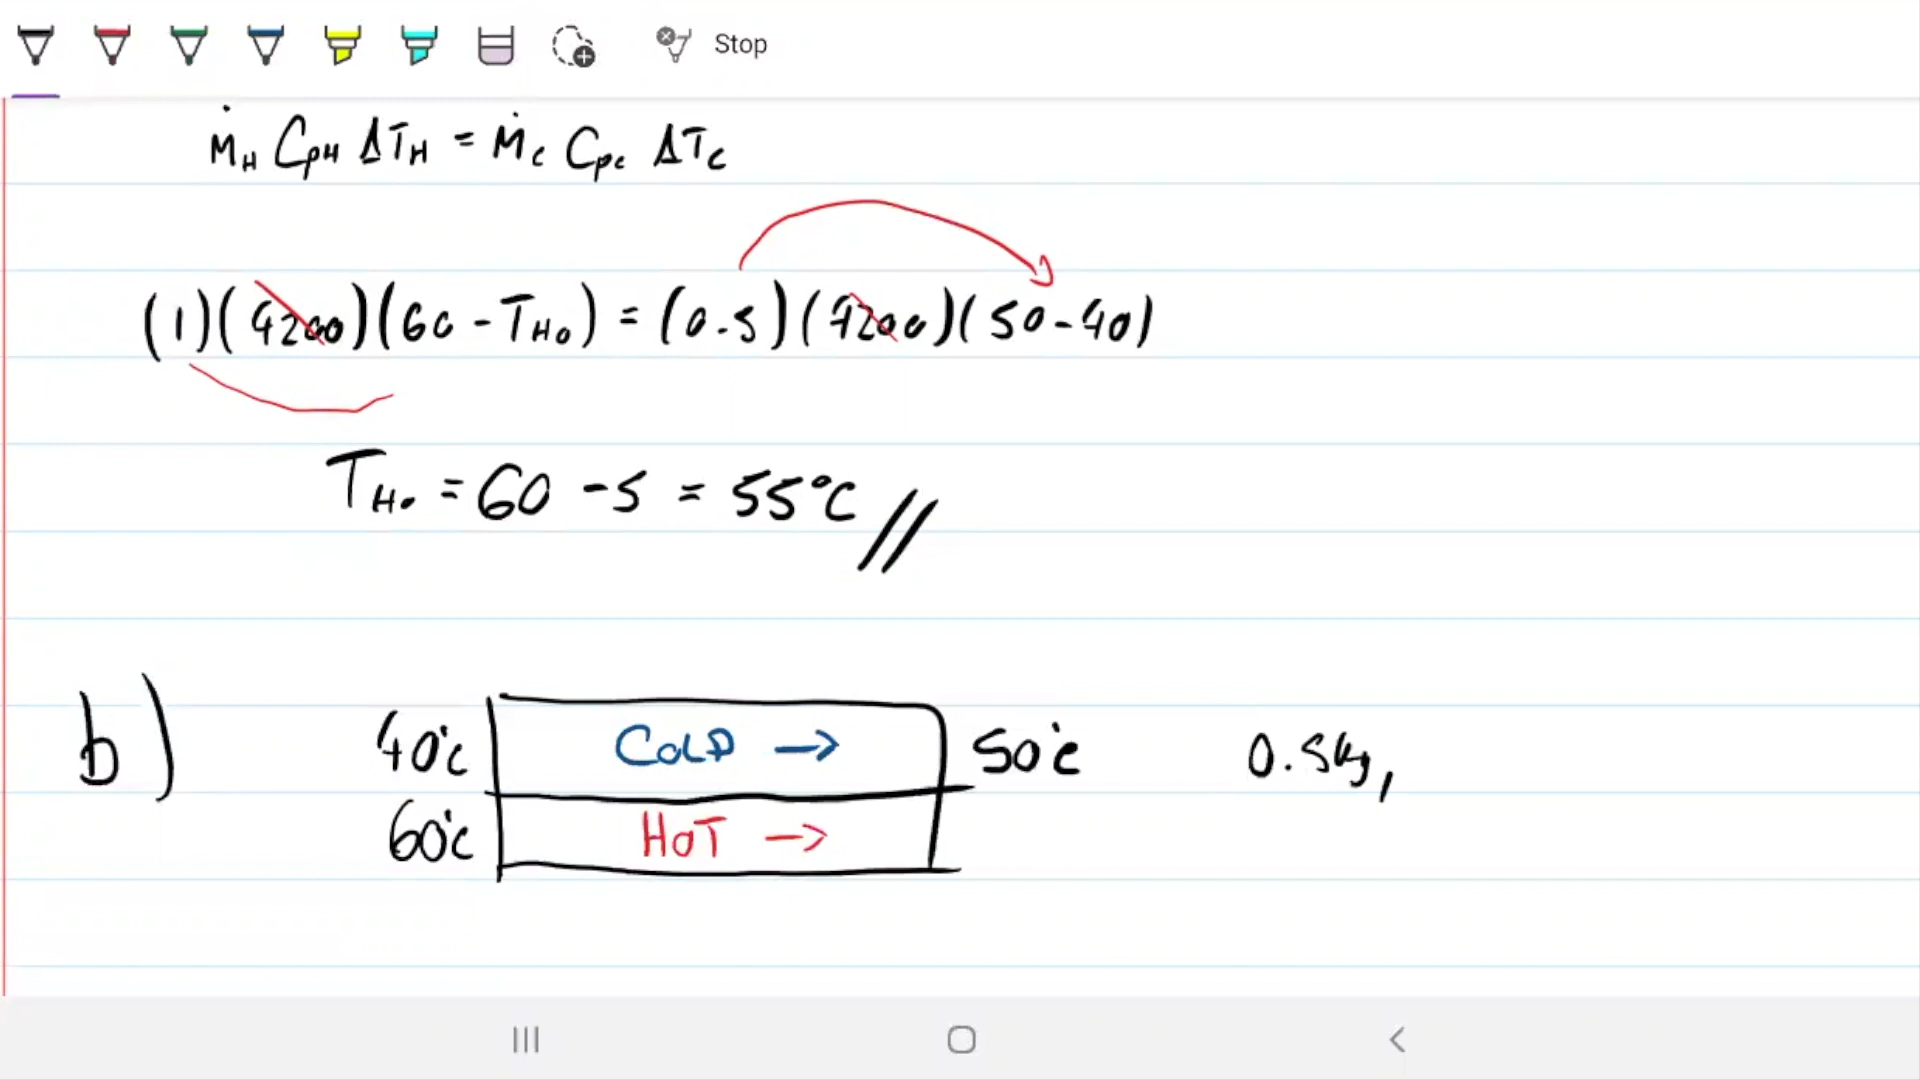 Stop
ṁH CpH ΔTH = ṁc Cpc ΔTc
(1)(4200)(60 - THo) = (0.5)(4200)(50-40)
THo = 60 - 5 = 55°C //
b) 40°C COLD → 50°C 0.5kg,
60°C HOT →